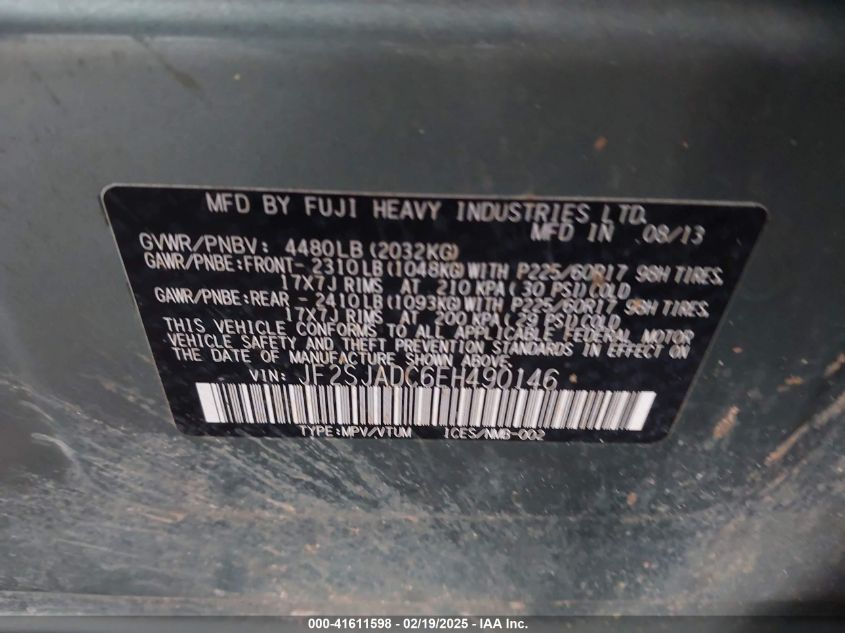 MFD BY FUJI HEAVY INDUSTRIES LTD.
MFD IN 08/13
GVWR/PNBV: 4480LB (2032KG)
GAWR/PNBE:FRONT- 2310LB (1048KG) WITH P225/60R17 98H TIRES.
17X7J RIMS AT 210 KPA (30 PSI) COLD
GAWR/PNBE:REAR - 2410LB (1093KG) WITH P225/60R17 98H TIRES.
17X7J RIMS AT 200 KPA (29 PSI) COLD.
THIS VEHICLE CONFORMS TO ALL APPLICABLE FEDERAL MOTOR
VEHICLE SAFETY AND THEFT PREVENTION STANDARDS IN EFFECT ON
THE DATE OF MANUFACTURE SHOWN ABOVE.
VIN: JF2SJADC6EH490146
TYPE:MPV/VTUM ICES/NMB-002
000-41611598 - 02/19/2025 - IAA Inc.